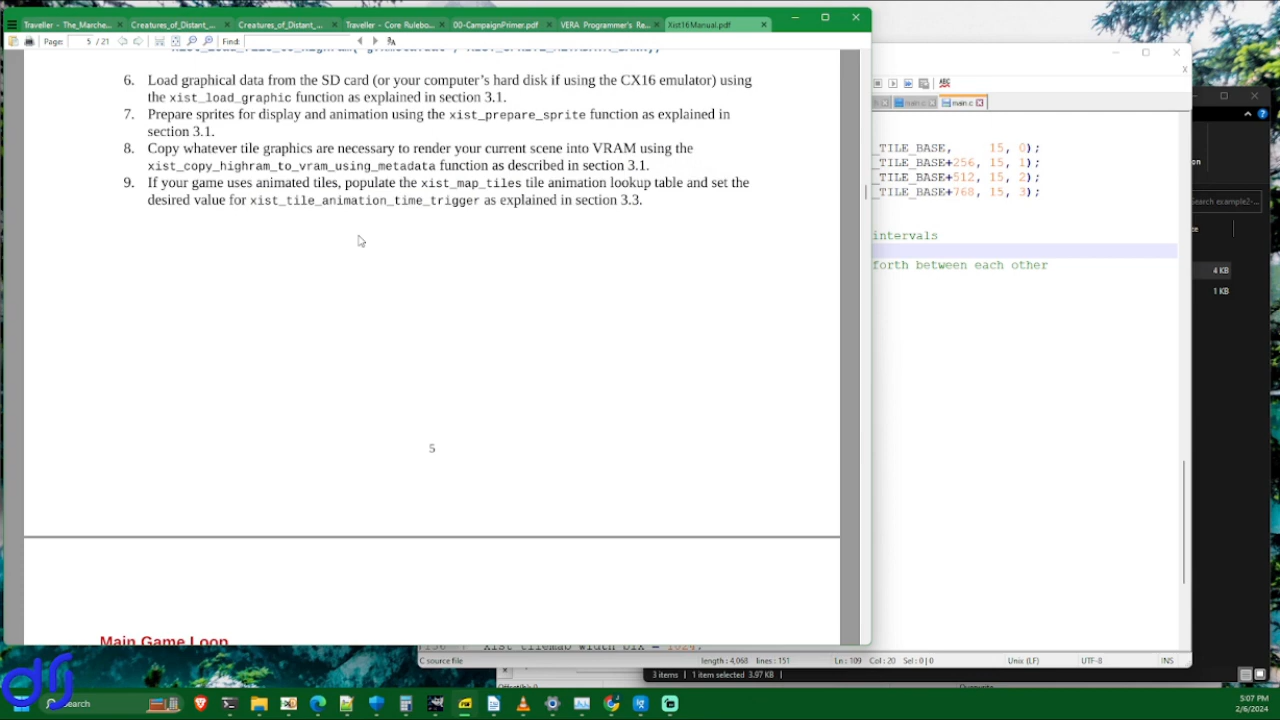 Traveller - The_Marche...
Creatures_of_Distant_...
Creatures_of_Distant_...
Traveller - Core Rulebo...
00-CampaignPrimer.pdf
VERA Programmer's Re...
Xist16Manual.pdf
Page: 5 / 21 Find:
6. Load graphical data from the SD card (or your computer's hard disk if using the CX16 emulator) using
the xist_load_graphic function as explained in section 3.1.
7. Prepare sprites for display and animation using the xist_prepare_sprite function as explained in
section 3.1.
8. Copy whatever tile graphics are necessary to render your current scene into VRAM using the
xist_copy_highram_to_vram_using_metadata function as described in section 3.1.
9. If your game uses animated tiles, populate the xist_map_tiles tile animation lookup table and set the
desired value for xist_tile_animation_time_trigger as explained in section 3.3.
5
Main Game Loop
main.c
main.c
_TILE_BASE, 15, 0);
_TILE_BASE+256, 15, 1);
_TILE_BASE+512, 15, 2);
_TILE_BASE+768, 15, 3);
intervals
forth between each other
C source file length: 4,068 lines: 151 Ln: 109 Col: 20 Sel: 0 | 0 Unix (LF) UTF-8 INS
on
Search example2-...
4 KB
1 KB
3 items 1 item selected 3.97 KB
Search
5:07 PM
2/6/2024